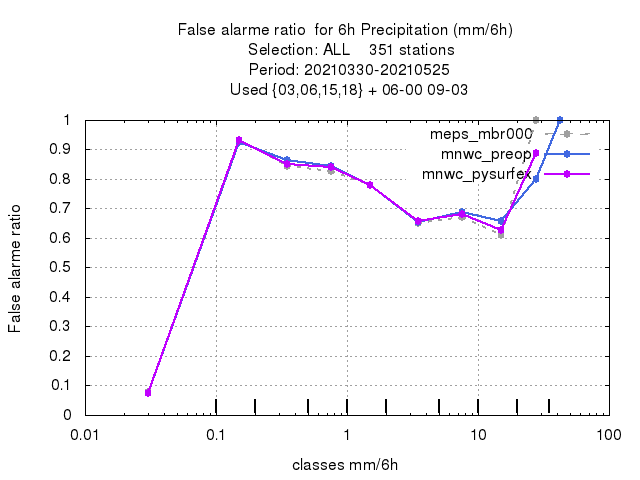 False alarme ratio  for 6h Precipitation (mm/6h)
Selection: ALL    351 stations
Period: 20210330-20210525
Used {03,06,15,18} + 06-00 09-03
meps_mbr000
mnwc_preop
mnwc_pysurfex
1
0.9
0.8
0.7
0.6
0.5
0.4
0.3
0.2
0.1
0
False alarme ratio
0.01 0.1 1 10 100
classes mm/6h